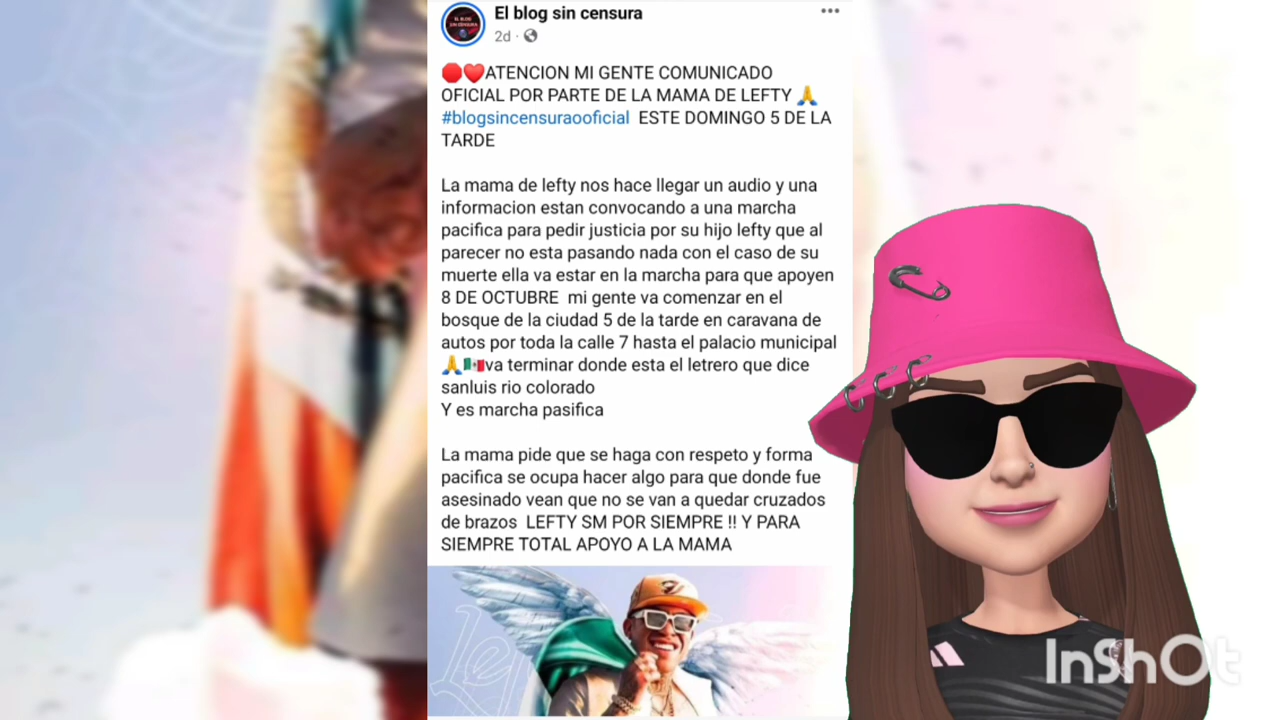 El blog sin censura
2d ·
🛑❤️ATENCION MI GENTE COMUNICADO
OFICIAL POR PARTE DE LA MAMA DE LEFTY 🙏
#blogsincensuraooficial ESTE DOMINGO 5 DE LA
TARDE
La mama de lefty nos hace llegar un audio y una
informacion estan convocando a una marcha
pacifica para pedir justicia por su hijo lefty que al
parecer no esta pasando nada con el caso de su
muerte ella va estar en la marcha para que apoyen
8 DE OCTUBRE mi gente va comenzar en el
bosque de la ciudad 5 de la tarde en caravana de
autos por toda la calle 7 hasta el palacio municipal
🙏🇲🇽va terminar donde esta el letrero que dice
sanluis rio colorado
Y es marcha pasifica
La mama pide que se haga con respeto y forma
pacifica se ocupa hacer algo para que donde fue
asesinado vean que no se van a quedar cruzados
de brazos LEFTY SM POR SIEMPRE !! Y PARA
SIEMPRE TOTAL APOYO A LA MAMA
InShOt